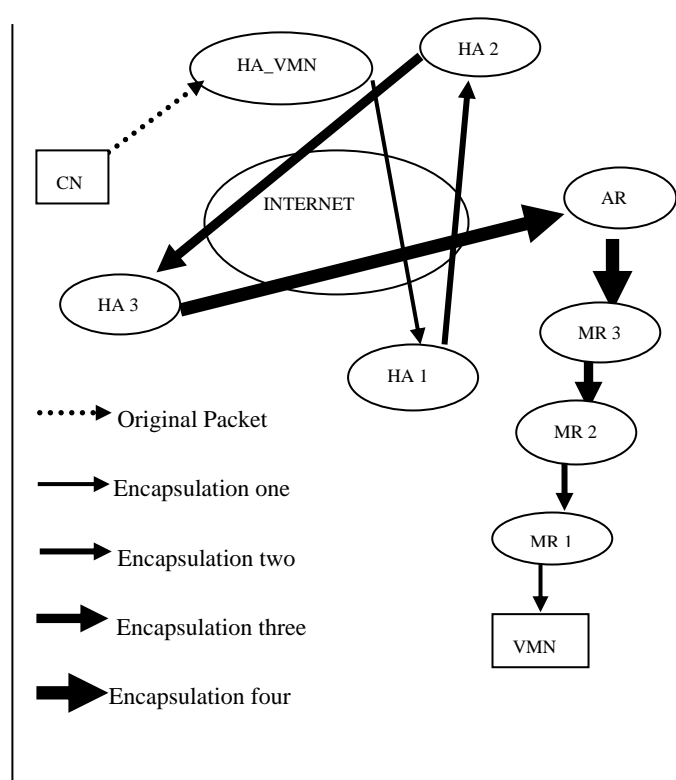 HA_VMN
HA 2
CN
INTERNET
AR
HA 3
MR 3
HA 1
Original Packet
MR 2
Encapsulation one
MR 1
Encapsulation two
Encapsulation three
VMN
Encapsulation four